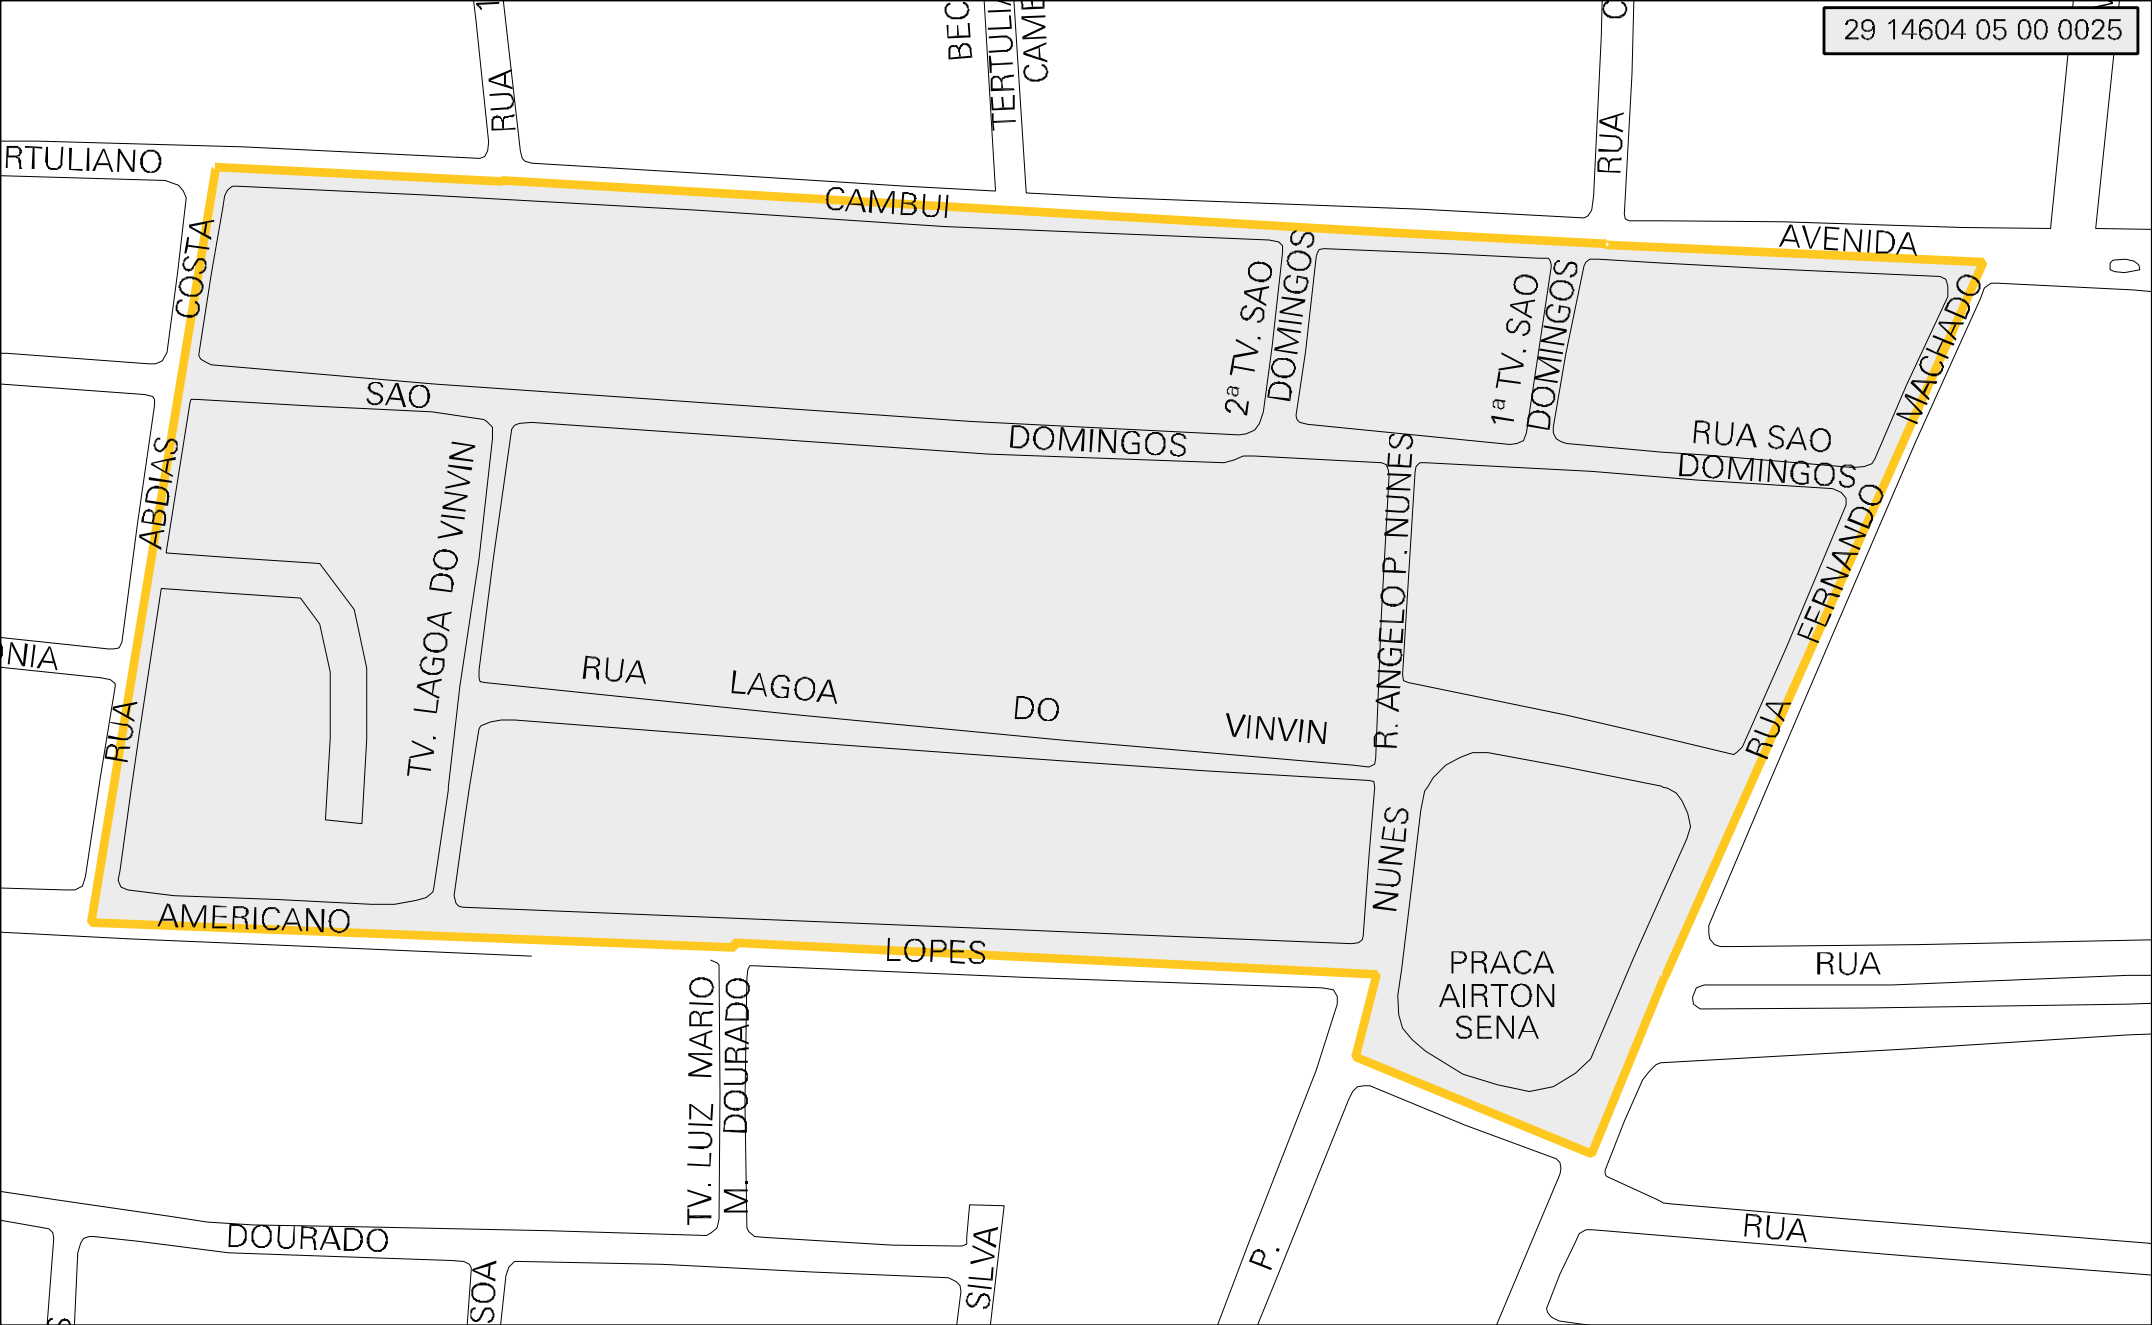 29 14604 05 00 0025
RUA
BEC
TERTULIA
CAMB
RUA
RTULIANO
CAMBUI
AVENIDA
COSTA
2ª TV. SAO
DOMINGOS
1ª TV. SAO
DOMINGOS
MACHADO
SAO
DOMINGOS
RUA SAO
DOMINGOS
ABDIAS
TV. LAGOA DO VINVIN
R. ANGELO P. NUNES
FERNANDO
NIA
RUA
RUA LAGOA DO VINVIN
RUA
NUNES
AMERICANO
LOPES
PRACA
AIRTON
SENA
RUA
TV. LUIZ MARIO
M. DOURADO
DOURADO
SOA
SILVA
P.
RUA